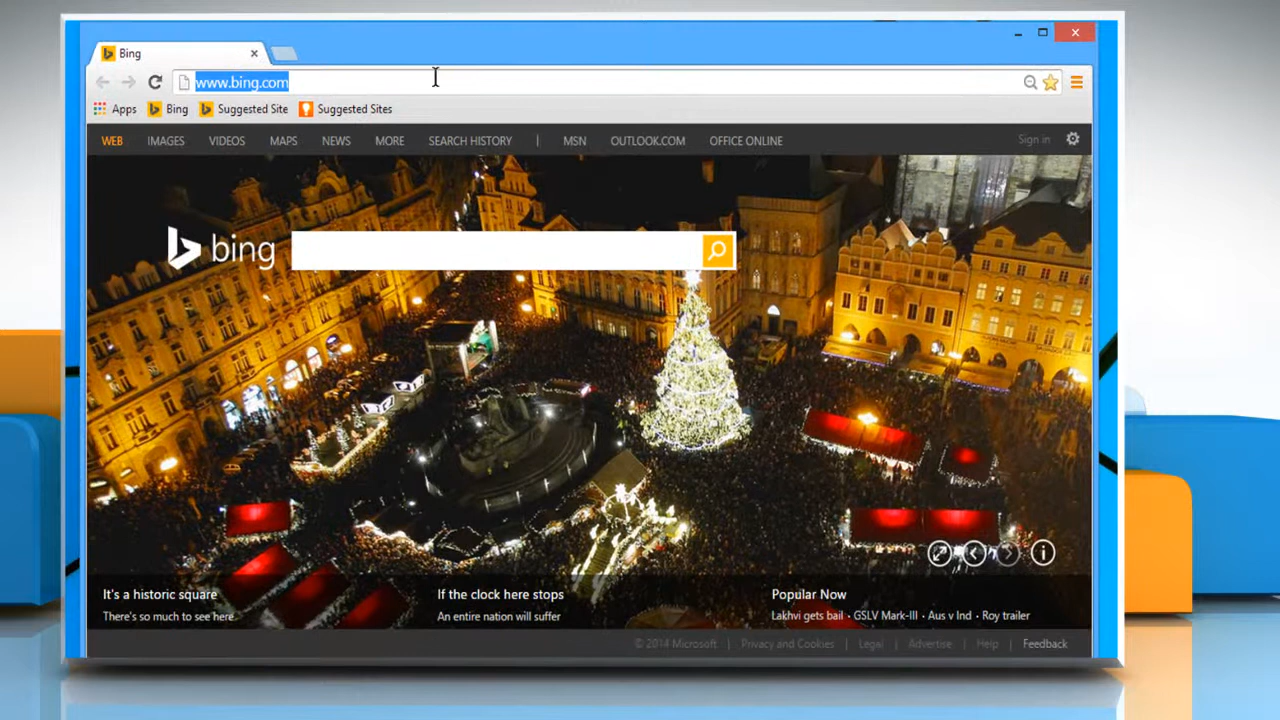 Bing
www.bing.com
Apps Bing Suggested Site Suggested Sites
WEB IMAGES VIDEOS MAPS NEWS MORE SEARCH HISTORY | MSN OUTLOOK.COM OFFICE ONLINE Sign in
bing
It's a historic square
There's so much to see here
If the clock here stops
An entire nation will suffer
Popular Now
Lakhvi gets bail · GSLV Mark-III · Aus v Ind · Roy trailer
© 2014 Microsoft | Privacy and Cookies | Legal | Advertise | Help | Feedback